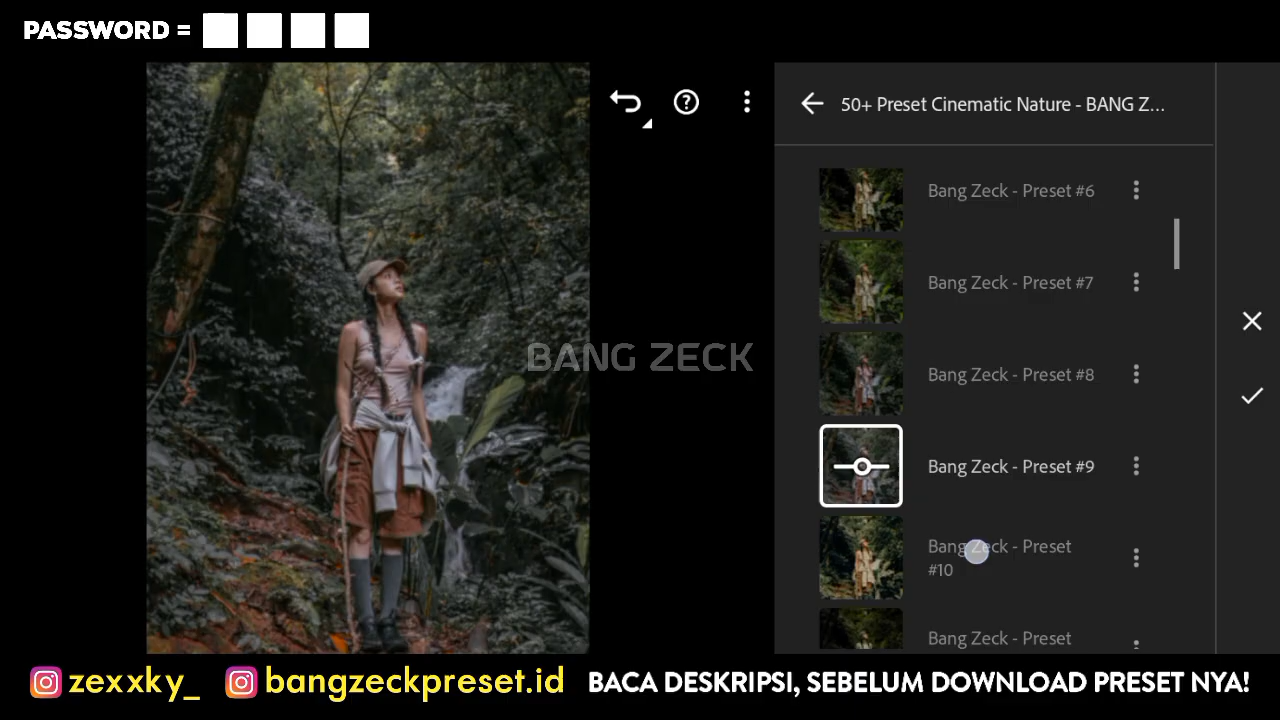 PASSWORD =
50+ Preset Cinematic Nature - BANG Z...
Bang Zeck - Preset #6
Bang Zeck - Preset #7
BANG ZECK
Bang Zeck - Preset #8
Bang Zeck - Preset #9
Bang Zeck - Preset
#10
Bang Zeck - Preset
zexxky_
bangzeckpreset.id
BACA DESKRIPSI, SEBELUM DOWNLOAD PRESET NYA!